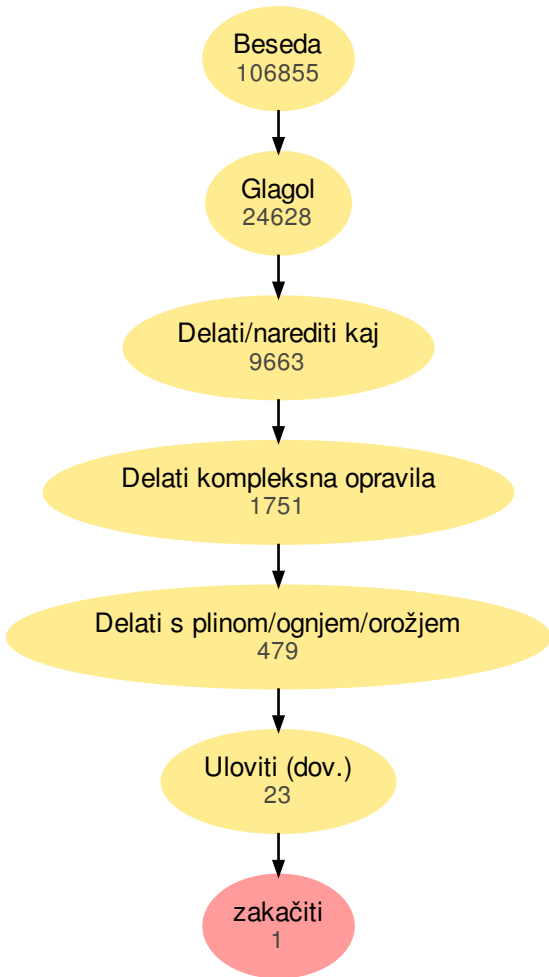 Beseda
106855
Glagol
24628
Delati/narediti kaj
9663
Delati kompleksna opravila
1751
Delati s plinom/ognjem/orožjem
479
Uloviti (dov.)
23
zakačiti
1